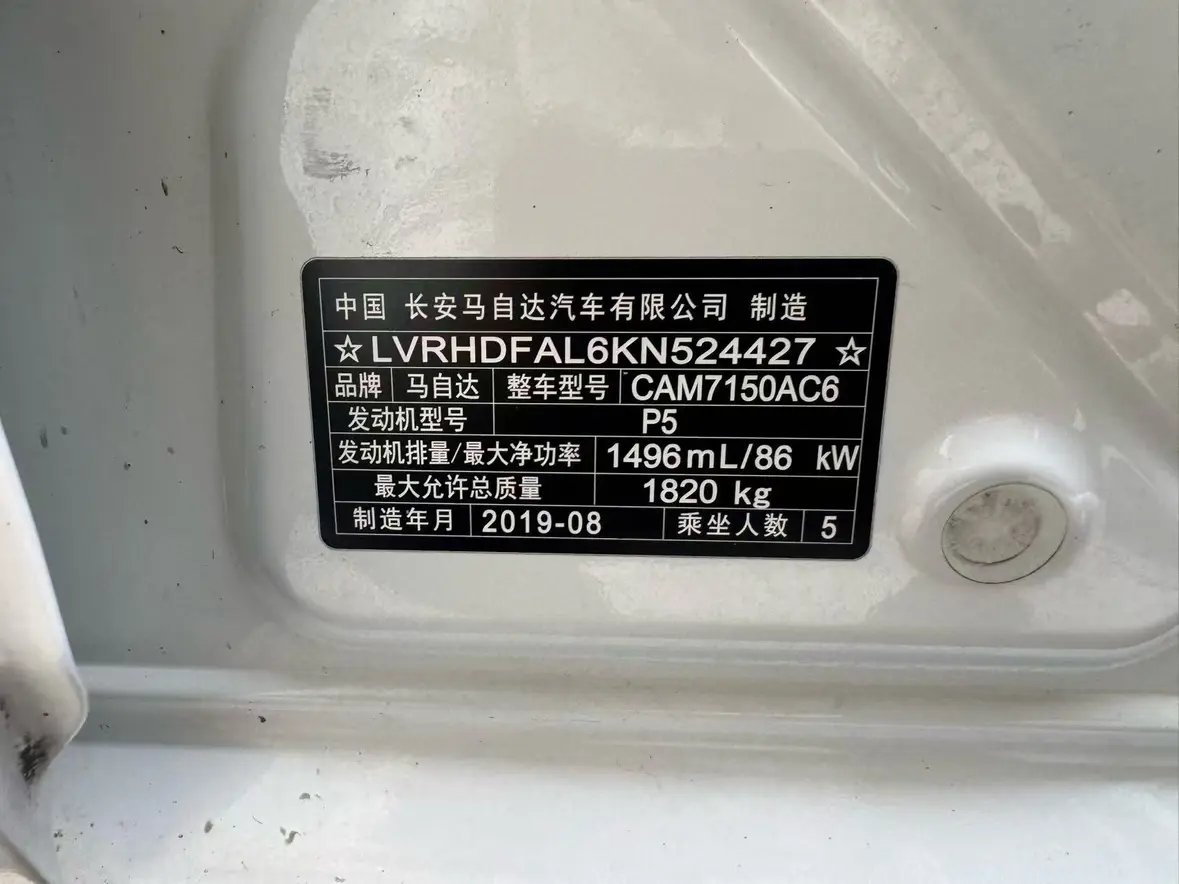 中国 长安马自达汽车有限公司 制造
☆LVRHDFAL6KN524427☆
品牌 马自达 整车型号 CAM7150AC6
发动机型号 P5
发动机排量/最大净功率 1496mL/86 kW
最大允许总质量 1820 kg
制造年月 2019-08 乘坐人数 5